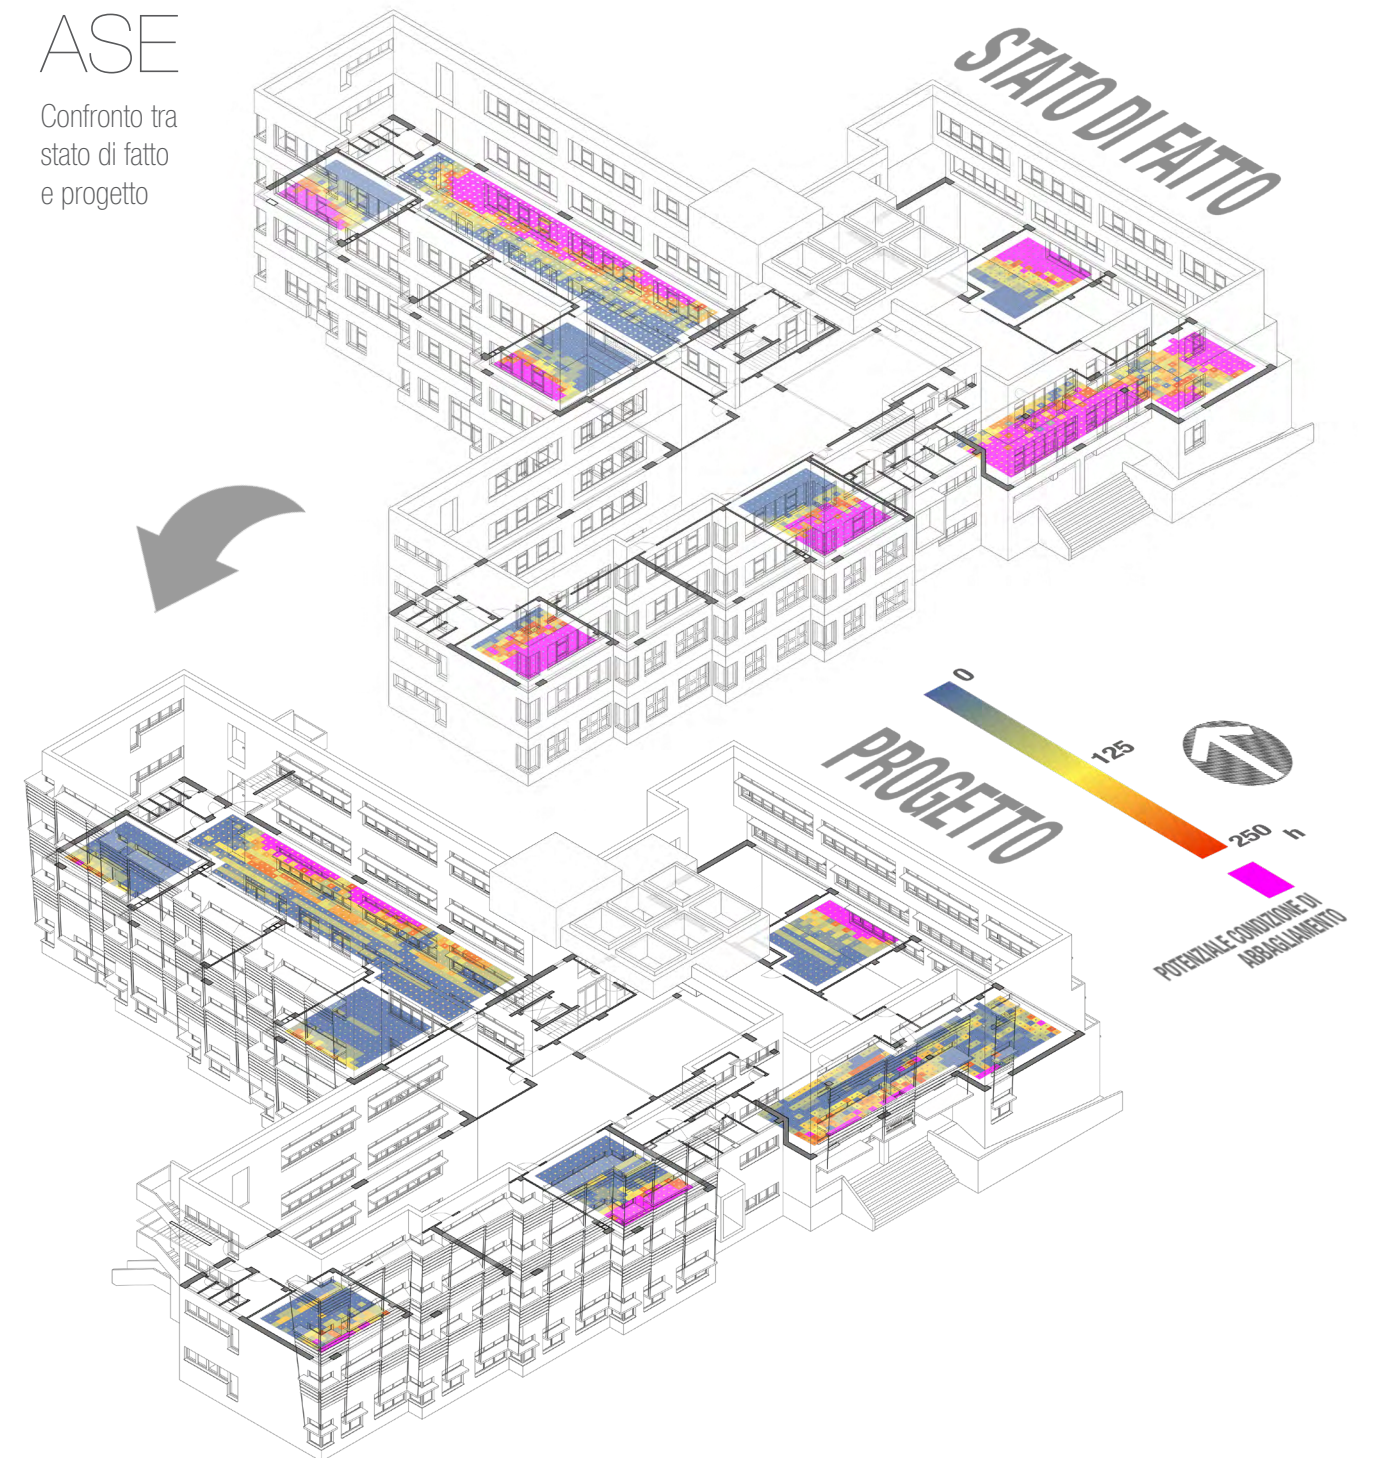 ASE
Confronto tra
stato di fatto
e progetto
STATO DI FATTO
PROGETTO
0
125
250 h
POTENZIALE CONDIZIONE DI
ABBAGLIAMENTO